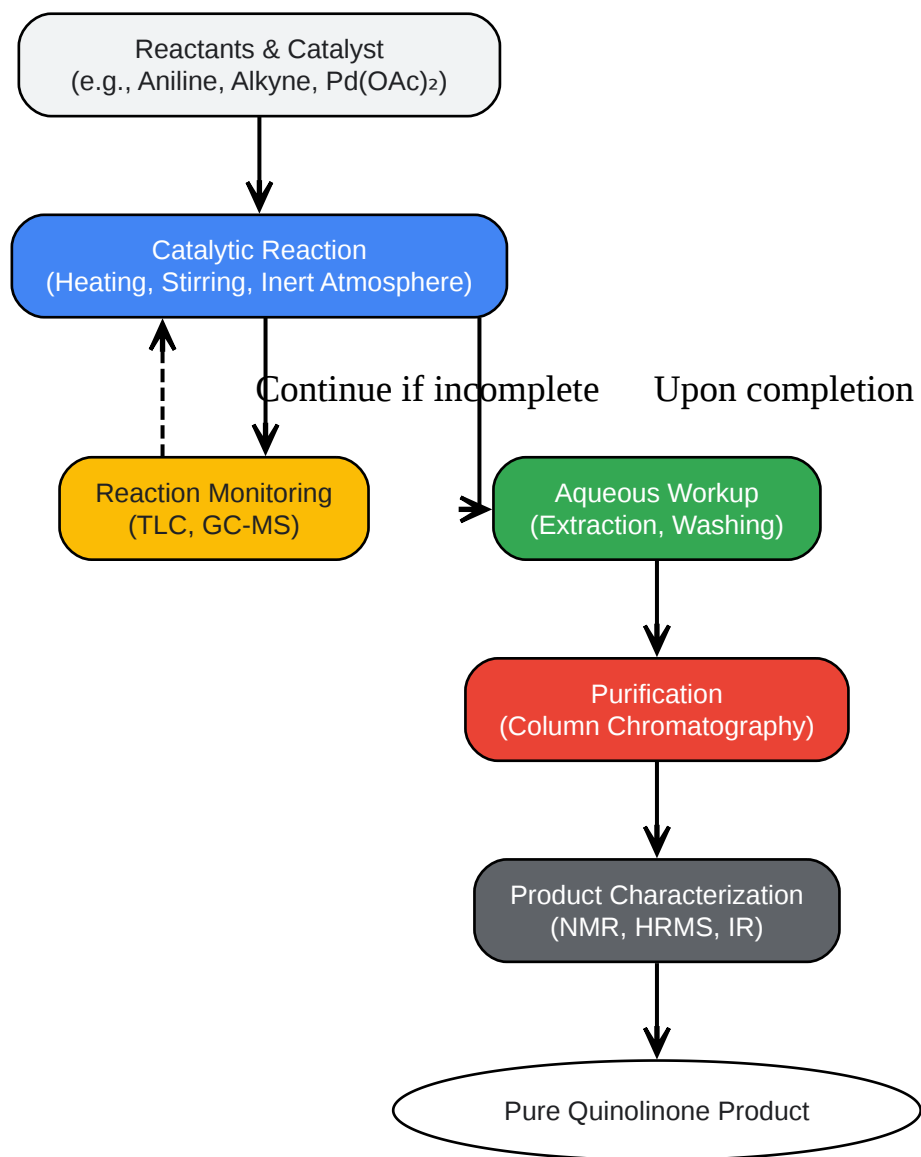 Reactants & Catalyst
(e.g., Aniline, Alkyne, Pd(OAc)₂)
Catalytic Reaction
(Heating, Stirring, Inert Atmosphere)
Continue if incomplete
Upon completion
Reaction Monitoring
(TLC, GC-MS)
Aqueous Workup
(Extraction, Washing)
Purification
(Column Chromatography)
Product Characterization
(NMR, HRMS, IR)
Pure Quinolinone Product